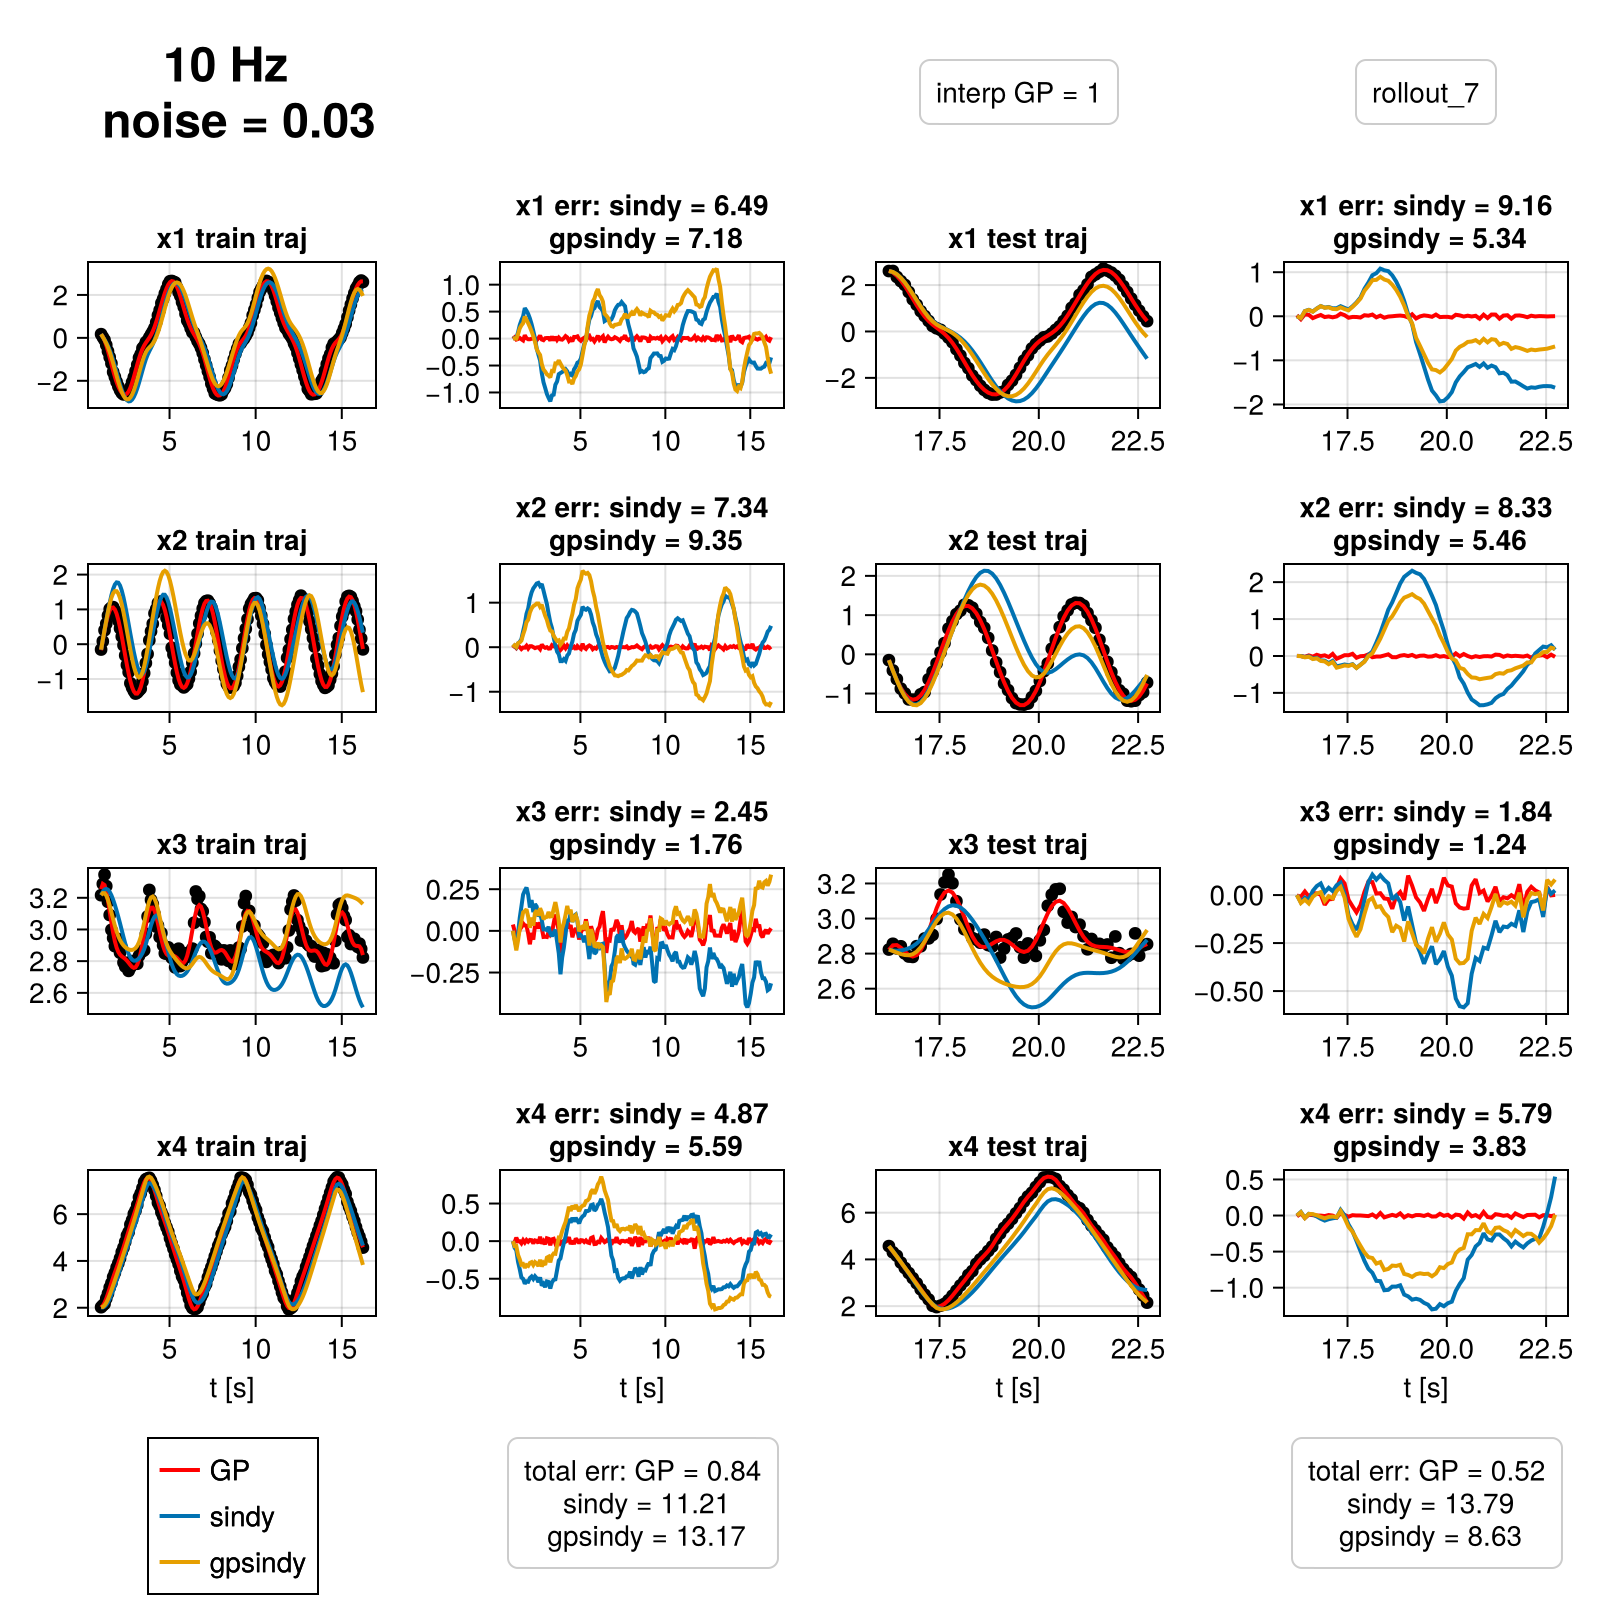 10 Hz
noise = 0.03
interp GP = 1
rollout_7
x1 train traj
2
0
−2
5
10
15
x1 err: sindy = 6.49
gpsindy = 7.18
1.0
0.5
0.0
−0.5
−1.0
5
10
15
x1 test traj
2
0
−2
17.5
20.0
22.5
x1 err: sindy = 9.16
gpsindy = 5.34
1
0
−1
−2
17.5
20.0
22.5
x2 train traj
2
1
0
−1
5
10
15
x2 err: sindy = 7.34
gpsindy = 9.35
1
0
−1
5
10
15
x2 test traj
2
1
0
−1
17.5
20.0
22.5
x2 err: sindy = 8.33
gpsindy = 5.46
2
1
0
−1
17.5
20.0
22.5
x3 train traj
3.2
3.0
2.8
2.6
5
10
15
x3 err: sindy = 2.45
gpsindy = 1.76
0.25
0.00
−0.25
5
10
15
x3 test traj
3.2
3.0
2.8
2.6
17.5
20.0
22.5
x3 err: sindy = 1.84
gpsindy = 1.24
0.00
−0.25
−0.50
17.5
20.0
22.5
x4 train traj
6
4
2
5
10
15
t [s]
x4 err: sindy = 4.87
gpsindy = 5.59
0.5
0.0
−0.5
5
10
15
t [s]
x4 test traj
6
4
2
17.5
20.0
22.5
t [s]
x4 err: sindy = 5.79
gpsindy = 3.83
0.5
0.0
−0.5
−1.0
17.5
20.0
22.5
t [s]
GP
sindy
gpsindy
total err: GP = 0.84
sindy = 11.21
gpsindy = 13.17
total err: GP = 0.52
sindy = 13.79
gpsindy = 8.63